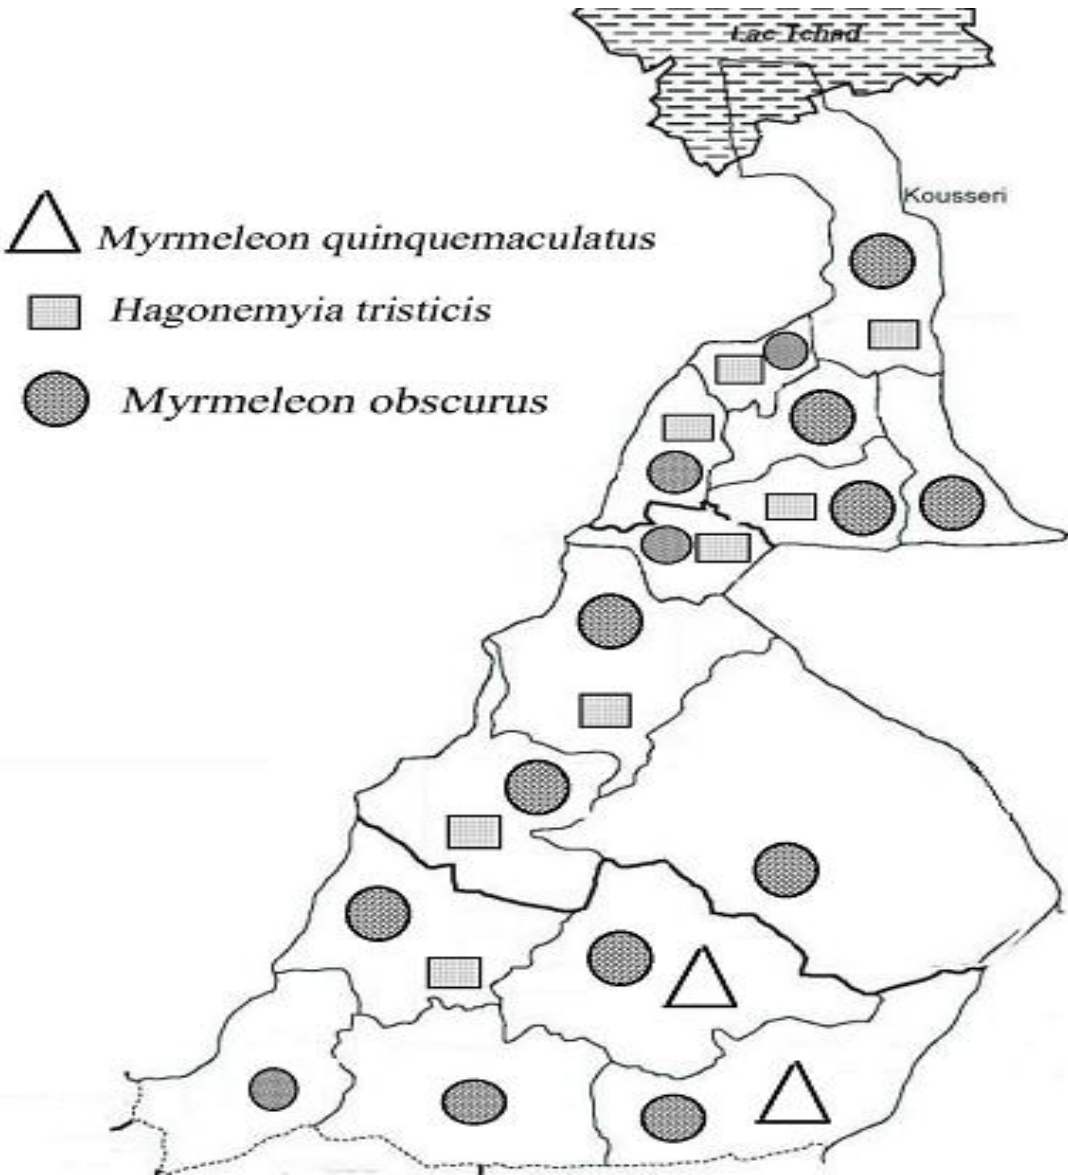 Lac Tchad
Kousseri
Myrmeleon quinquemaculatus
Hagonemyia tristicis
Myrmeleon obscurus